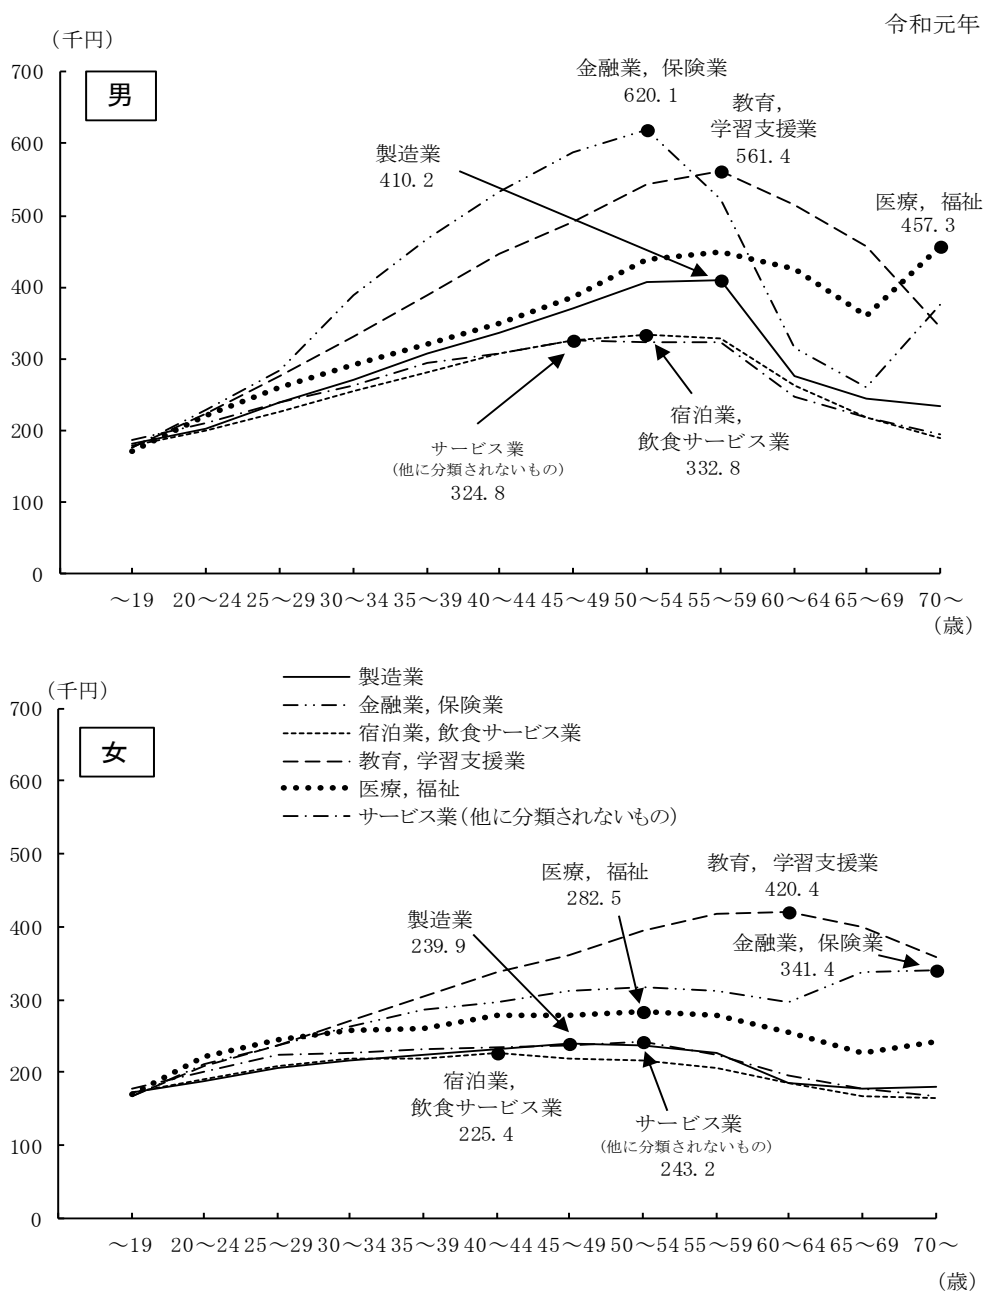 令和元年
（千円）
男
700
600
500
400
300
200
100
0
金融業，保険業
620.1
教育，
学習支援業
561.4
製造業
410.2
医療，福祉
457.3
サービス業
（他に分類されないもの）
324.8
宿泊業，
飲食サービス業
332.8
～19 20～24 25～29 30～34 35～39 40～44 45～49 50～54 55～59 60～64 65～69 70～
（歳）
（千円）
女
製造業
金融業，保険業
宿泊業，飲食サービス業
教育，学習支援業
医療，福祉
サービス業（他に分類されないもの）
700
600
500
400
300
200
100
0
医療，福祉
282.5
教育，学習支援業
420.4
製造業
239.9
金融業，保険業
341.4
宿泊業，
飲食サービス業
225.4
サービス業
（他に分類されないもの）
243.2
～19 20～24 25～29 30～34 35～39 40～44 45～49 50～54 55～59 60～64 65～69 70～
（歳）